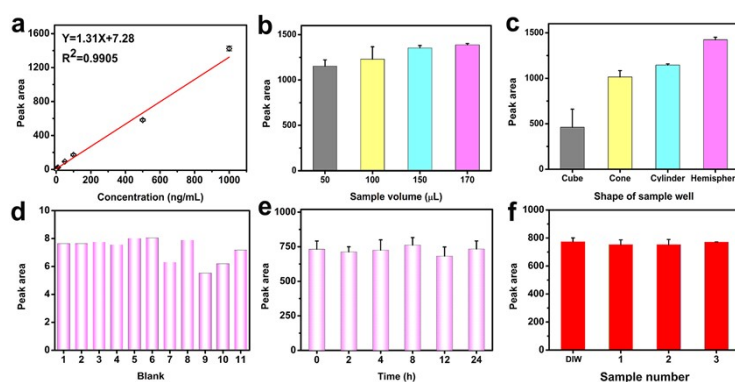 a
Y=1.31X+7.28
R2=0.9905
Peak area
1600
1200
800
400
0
0 200 400 600 800 1000
Concentration (ng/mL)
b
Peak area
1500
1000
500
0
50 100 150 170
Sample volume (μL)
c
Peak area
1500
1000
500
0
Cube Cone Cylinder Hemispher
Shape of sample well
d
Peak area
8
6
4
2
0
1 2 3 4 5 6 7 8 9 10 11
Blank
e
Peak area
1000
750
500
250
0
0 2 4 8 12 24
Time (h)
f
Peak area
1000
800
600
400
200
0
DIW 1 2 3
Sample number